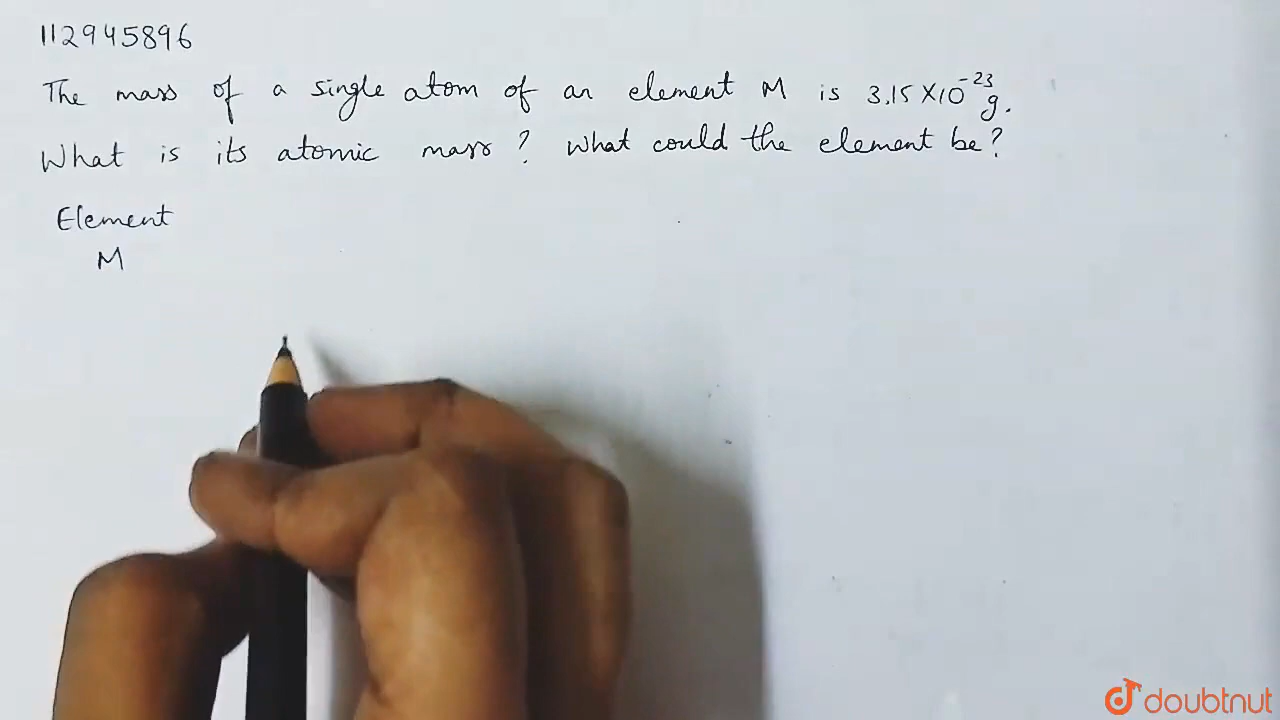 112945896
The mass of a single atom of an element M is 3.15 X10⁻²³ g.
What is its atomic mass? What could the element be?
Element
M
doubtnut